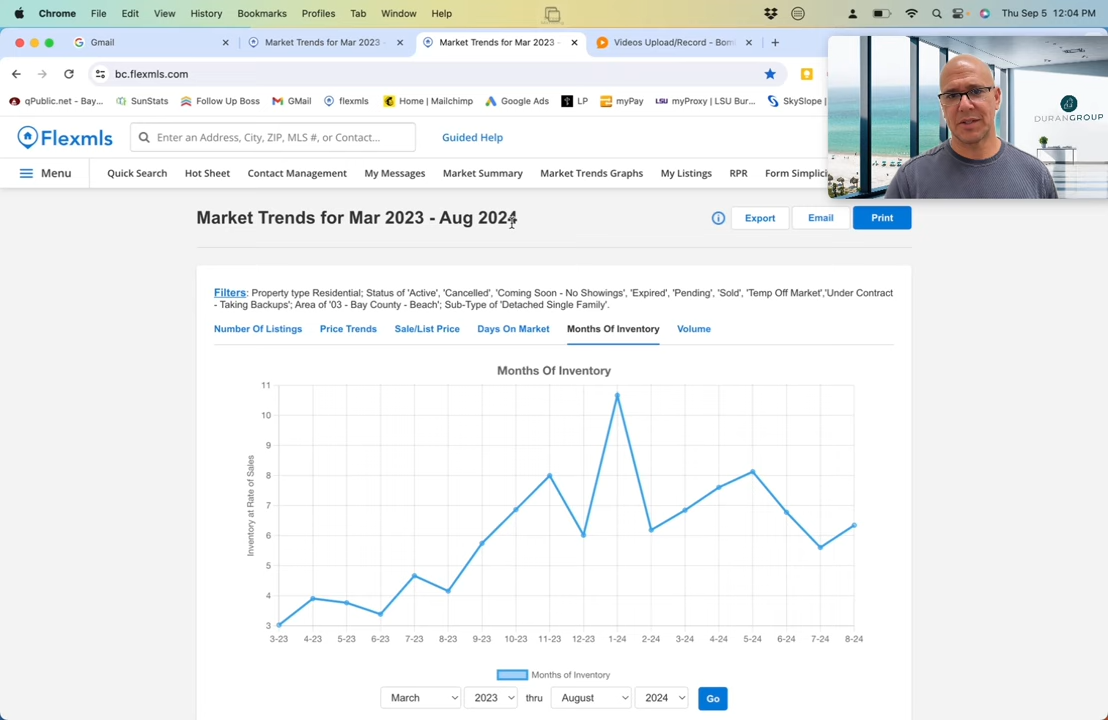 Chrome File Edit View History Bookmarks Profiles Tab Window Help Thu Sep 5 12:04 PM
Gmail Market Trends for Mar 2023 - Market Trends for Mar 2023 - Videos Upload/Record - Bom
bc.flexmls.com
qPublic.net - Bay... SunStats Follow Up Boss GMail flexmls Home | Mailchimp Google Ads LP myPay LSU myProxy | LSU Bur... SkySlope |
DURANGROUP
Flexmls Enter an Address, City, ZIP, MLS #, or Contact... Guided Help
Menu Quick Search Hot Sheet Contact Management My Messages Market Summary Market Trends Graphs My Listings RPR Form Simplici
Market Trends for Mar 2023 - Aug 2024
Export Email Print
Filters: Property type Residential; Status of 'Active', 'Cancelled', 'Coming Soon - No Showings', 'Expired', 'Pending', 'Sold', 'Temp Off Market','Under Contract
- Taking Backups'; Area of '03 - Bay County - Beach'; Sub-Type of 'Detached Single Family'.
Number Of Listings Price Trends Sale/List Price Days On Market Months Of Inventory Volume
Months Of Inventory
Inventory at Rate of Sales
11
10
9
8
7
6
5
4
3
3-23 4-23 5-23 6-23 7-23 8-23 9-23 10-23 11-23 12-23 1-24 2-24 3-24 4-24 5-24 6-24 7-24 8-24
Months of Inventory
March 2023 thru August 2024 Go